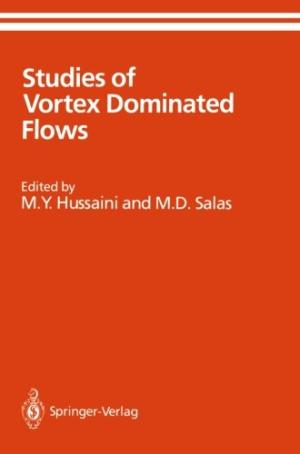 Studies of
Vortex Dominated
Flows
Edited by
M.Y. Hussaini and M.D. Salas
Springer-Verlag